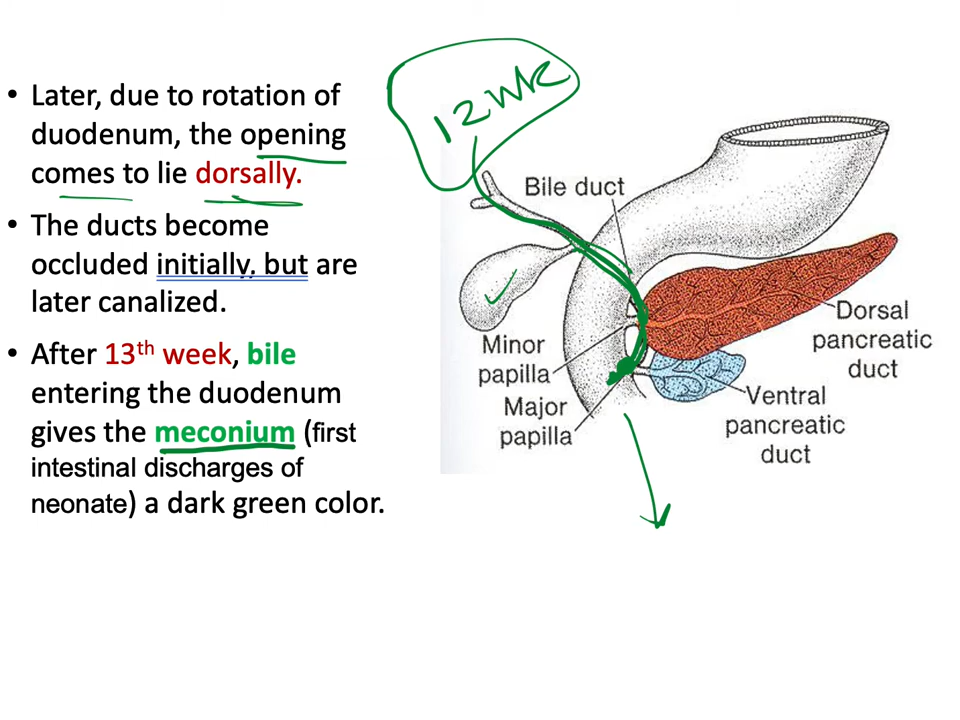 • Later, due to rotation of
duodenum, the opening
comes to lie dorsally.
• The ducts become
occluded initially, but are
later canalized.
• After 13th week, bile
entering the duodenum
gives the meconium (first
intestinal discharges of
neonate) a dark green color.
12 WK
Bile duct
Minor
papilla
Major
papilla
Dorsal
pancreatic
duct
Ventral
pancreatic
duct